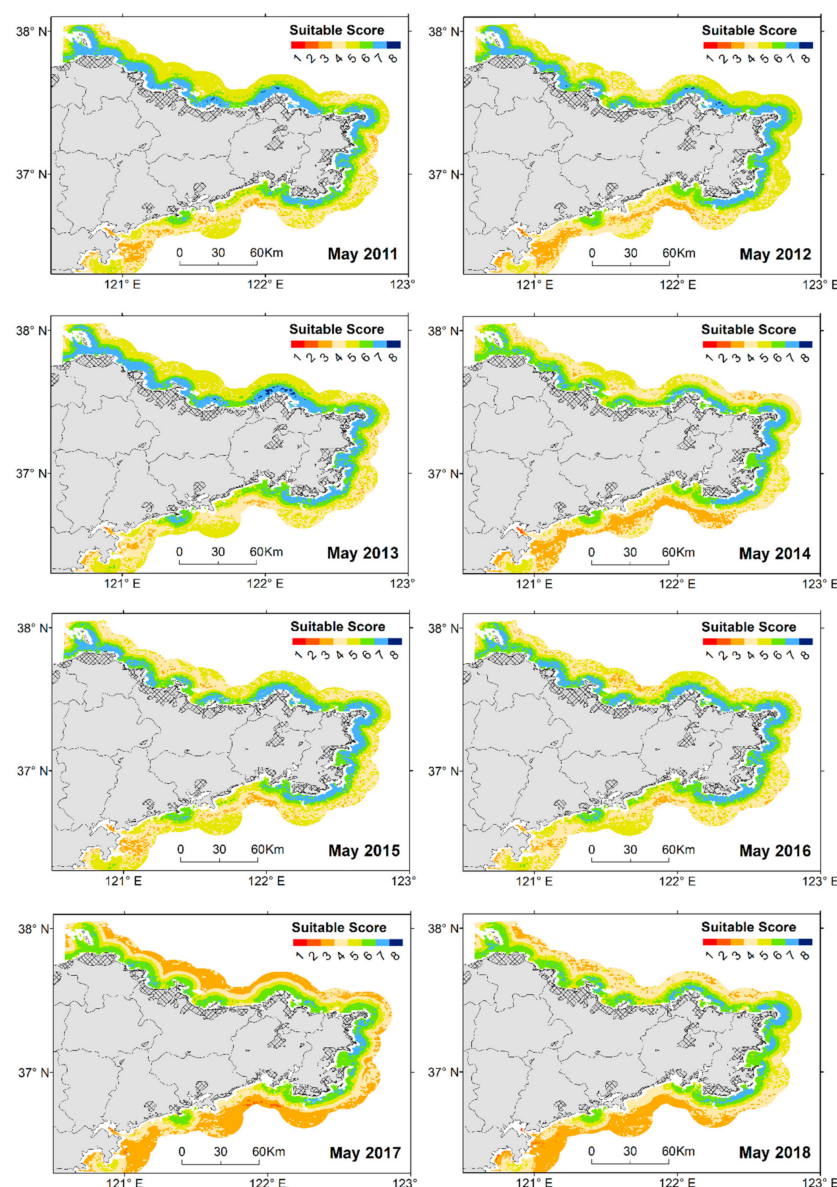 38° N
Suitable Score
1 2 3 4 5 6 7 8
37° N
0 30 60Km
May 2011
121° E 122° E 123°
Suitable Score
1 2 3 4 5 6 7 8
0 30 60Km
May 2012
121° E 122° E 123° E
38° N
Suitable Score
1 2 3 4 5 6 7 8
37° N
0 30 60Km
May 2013
121° E 122° E 123°
Suitable Score
1 2 3 4 5 6 7 8
0 30 60Km
May 2014
121° E 122° E 123° E
38° N
Suitable Score
1 2 3 4 5 6 7 8
37° N
0 30 60Km
May 2015
121° E 122° E 123°
38° N
Suitable Score
1 2 3 4 5 6 7 8
37° N
0 30 60Km
May 2016
121° E 122° E 123° E
38° N
Suitable Score
1 2 3 4 5 6 7 8
37° N
0 30 60Km
May 2017
121° E 122° E 123°
38° N
Suitable Score
1 2 3 4 5 6 7 8
37° N
0 30 60Km
May 2018
121° E 122° E 123° E